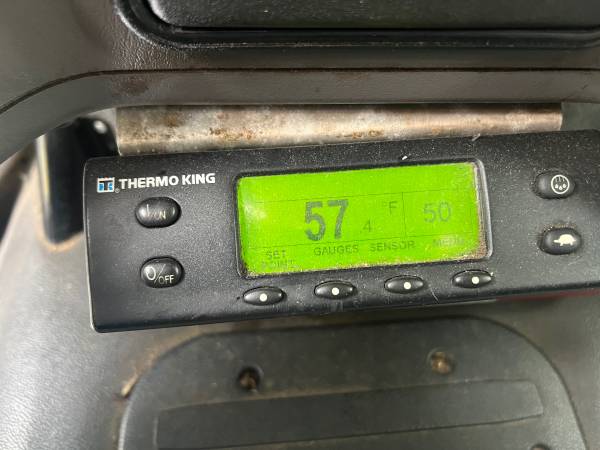 THERMO KING
I/ON
O/OFF
57.4 °F 50
SET POINT GAUGES SENSOR MENU